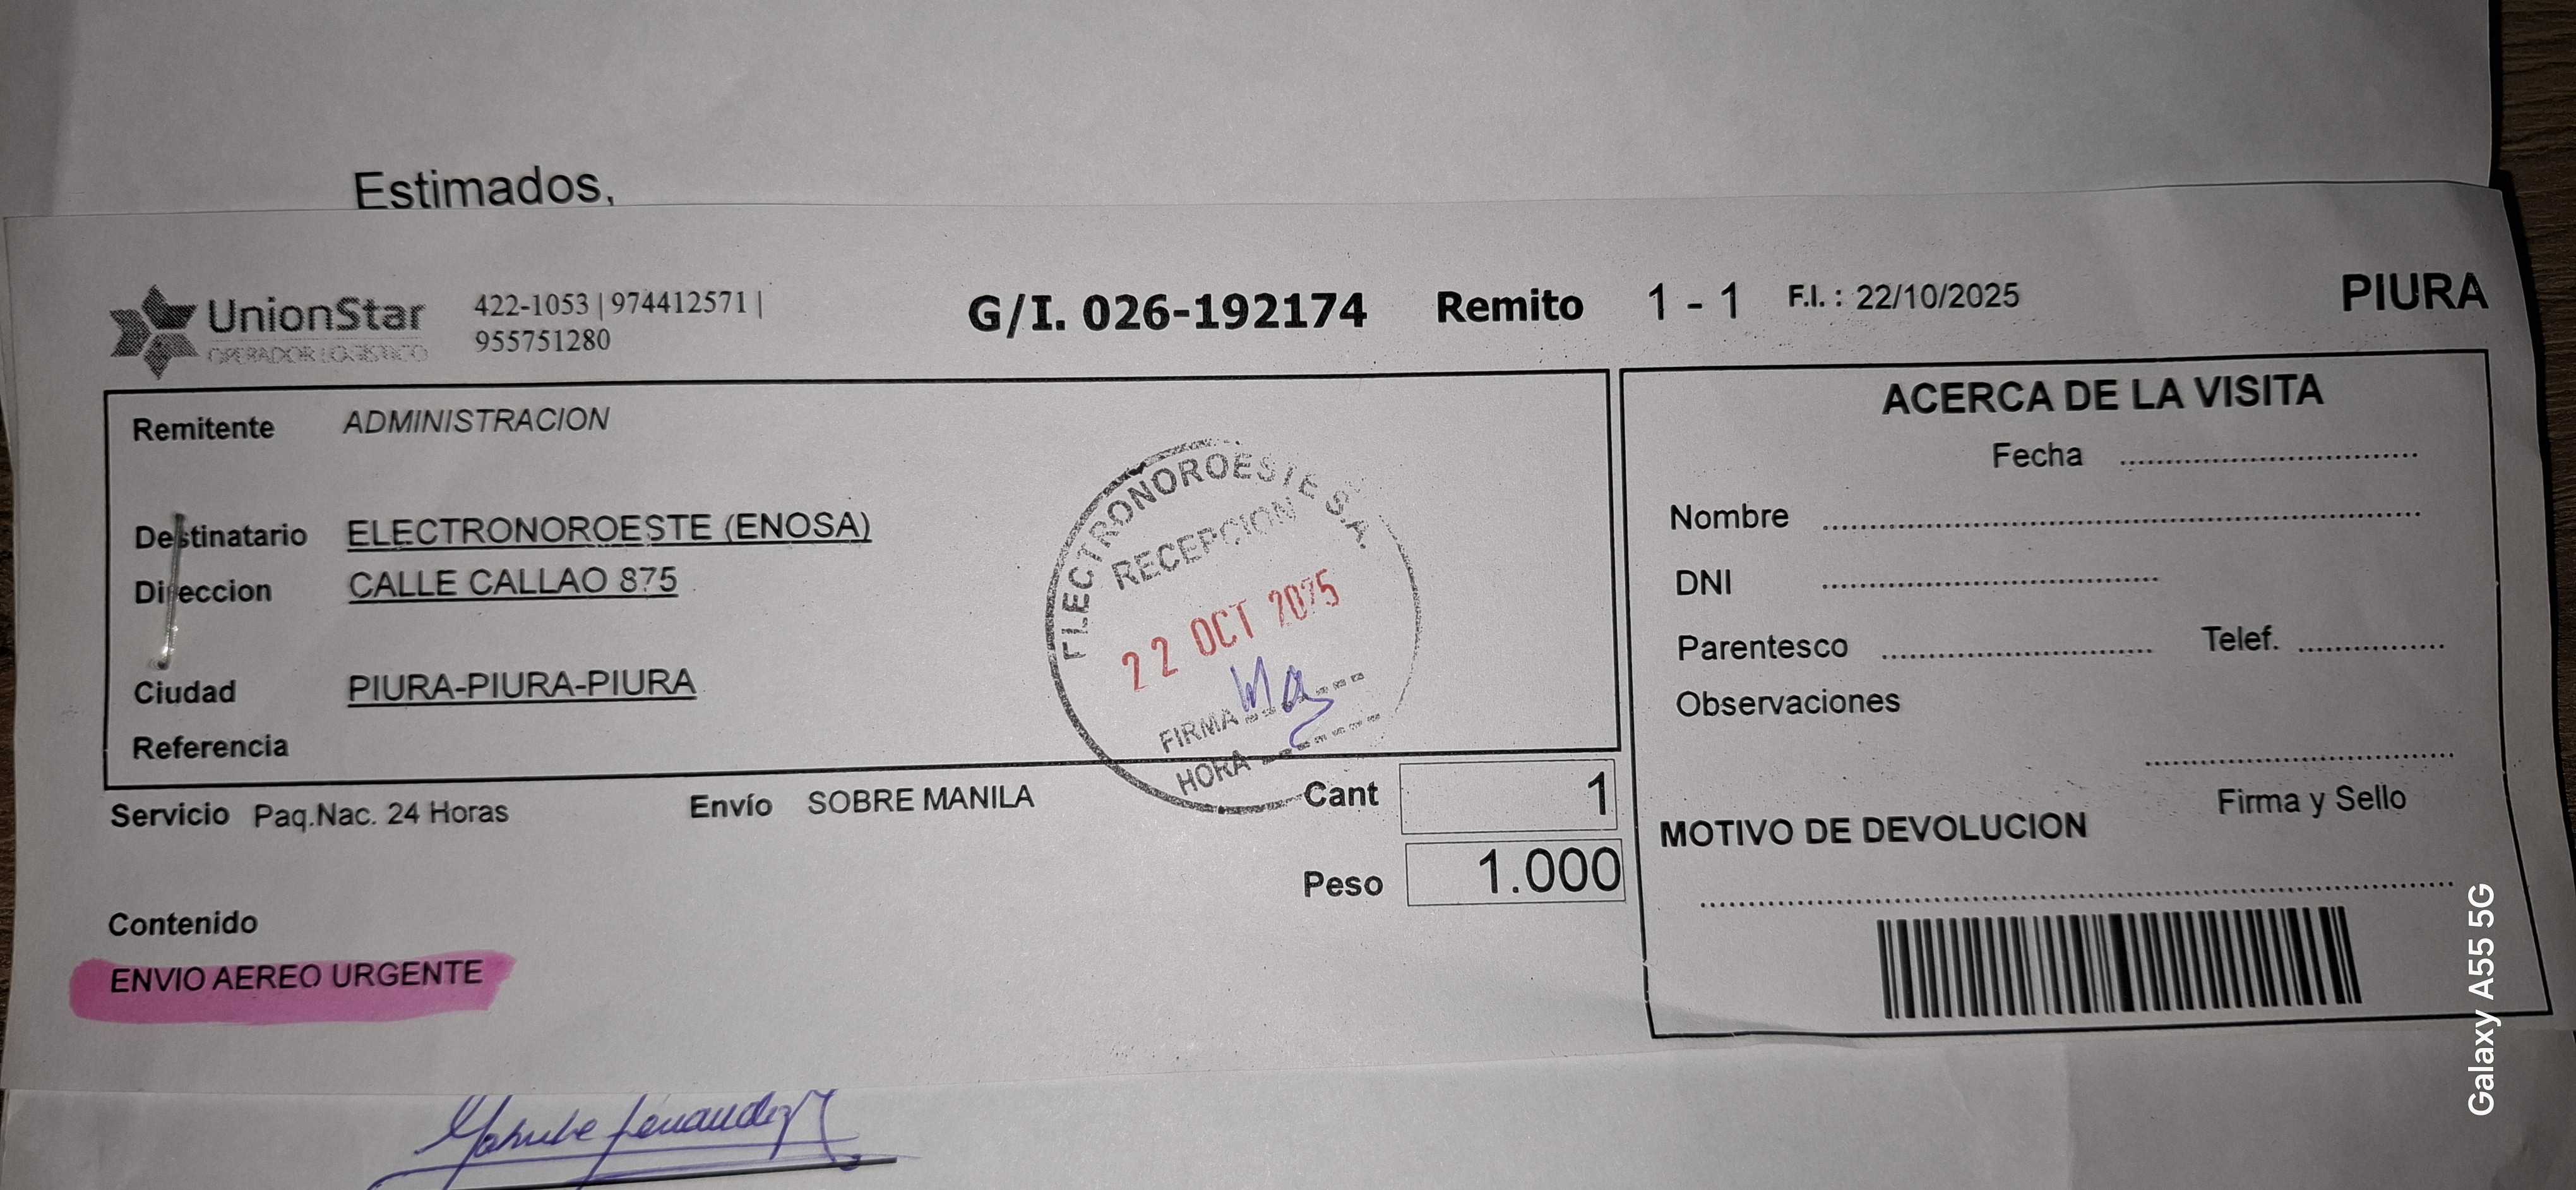 Estimados,
UnionStar
OPERADOR LOGISTICO
422-1053 | 974412571 |
955751280
G/I. 026-192174 Remito 1 - 1 F.I. : 22/10/2025 PIURA
Remitente ADMINISTRACION
Destinatario ELECTRONOROESTE (ENOSA)
Direccion CALLE CALLAO 875
Ciudad PIURA-PIURA-PIURA
Referencia
ELECTRONOROESTE S.A.
RECEPCION
22 OCT 2025
FIRMA
HORA
Servicio Paq.Nac. 24 Horas Envío SOBRE MANILA Cant 1
Peso 1.000
Contenido
ENVIO AEREO URGENTE
ACERCA DE LA VISITA
Fecha
Nombre
DNI
Parentesco Telef.
Observaciones
Firma y Sello
MOTIVO DE DEVOLUCION
Galaxy A55 5G